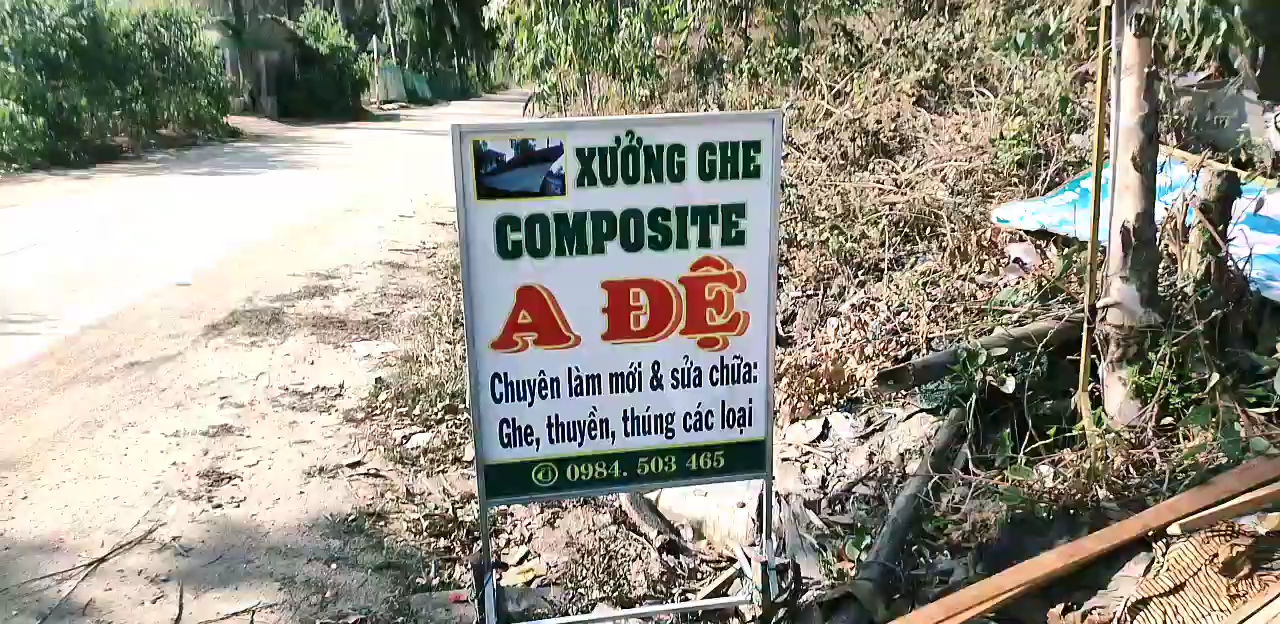 XƯỞNG GHE
COMPOSITE
A ĐỆ
Chuyên làm mới & sửa chữa:
Ghe, thuyền, thúng các loại
0984. 503 465